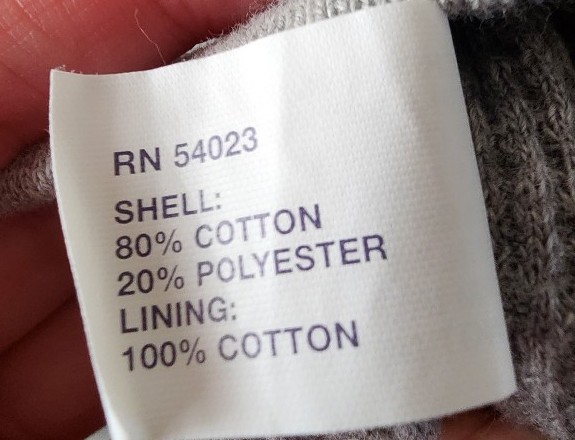 RN 54023
SHELL:
80% COTTON
20% POLYESTER
LINING:
100% COTTON